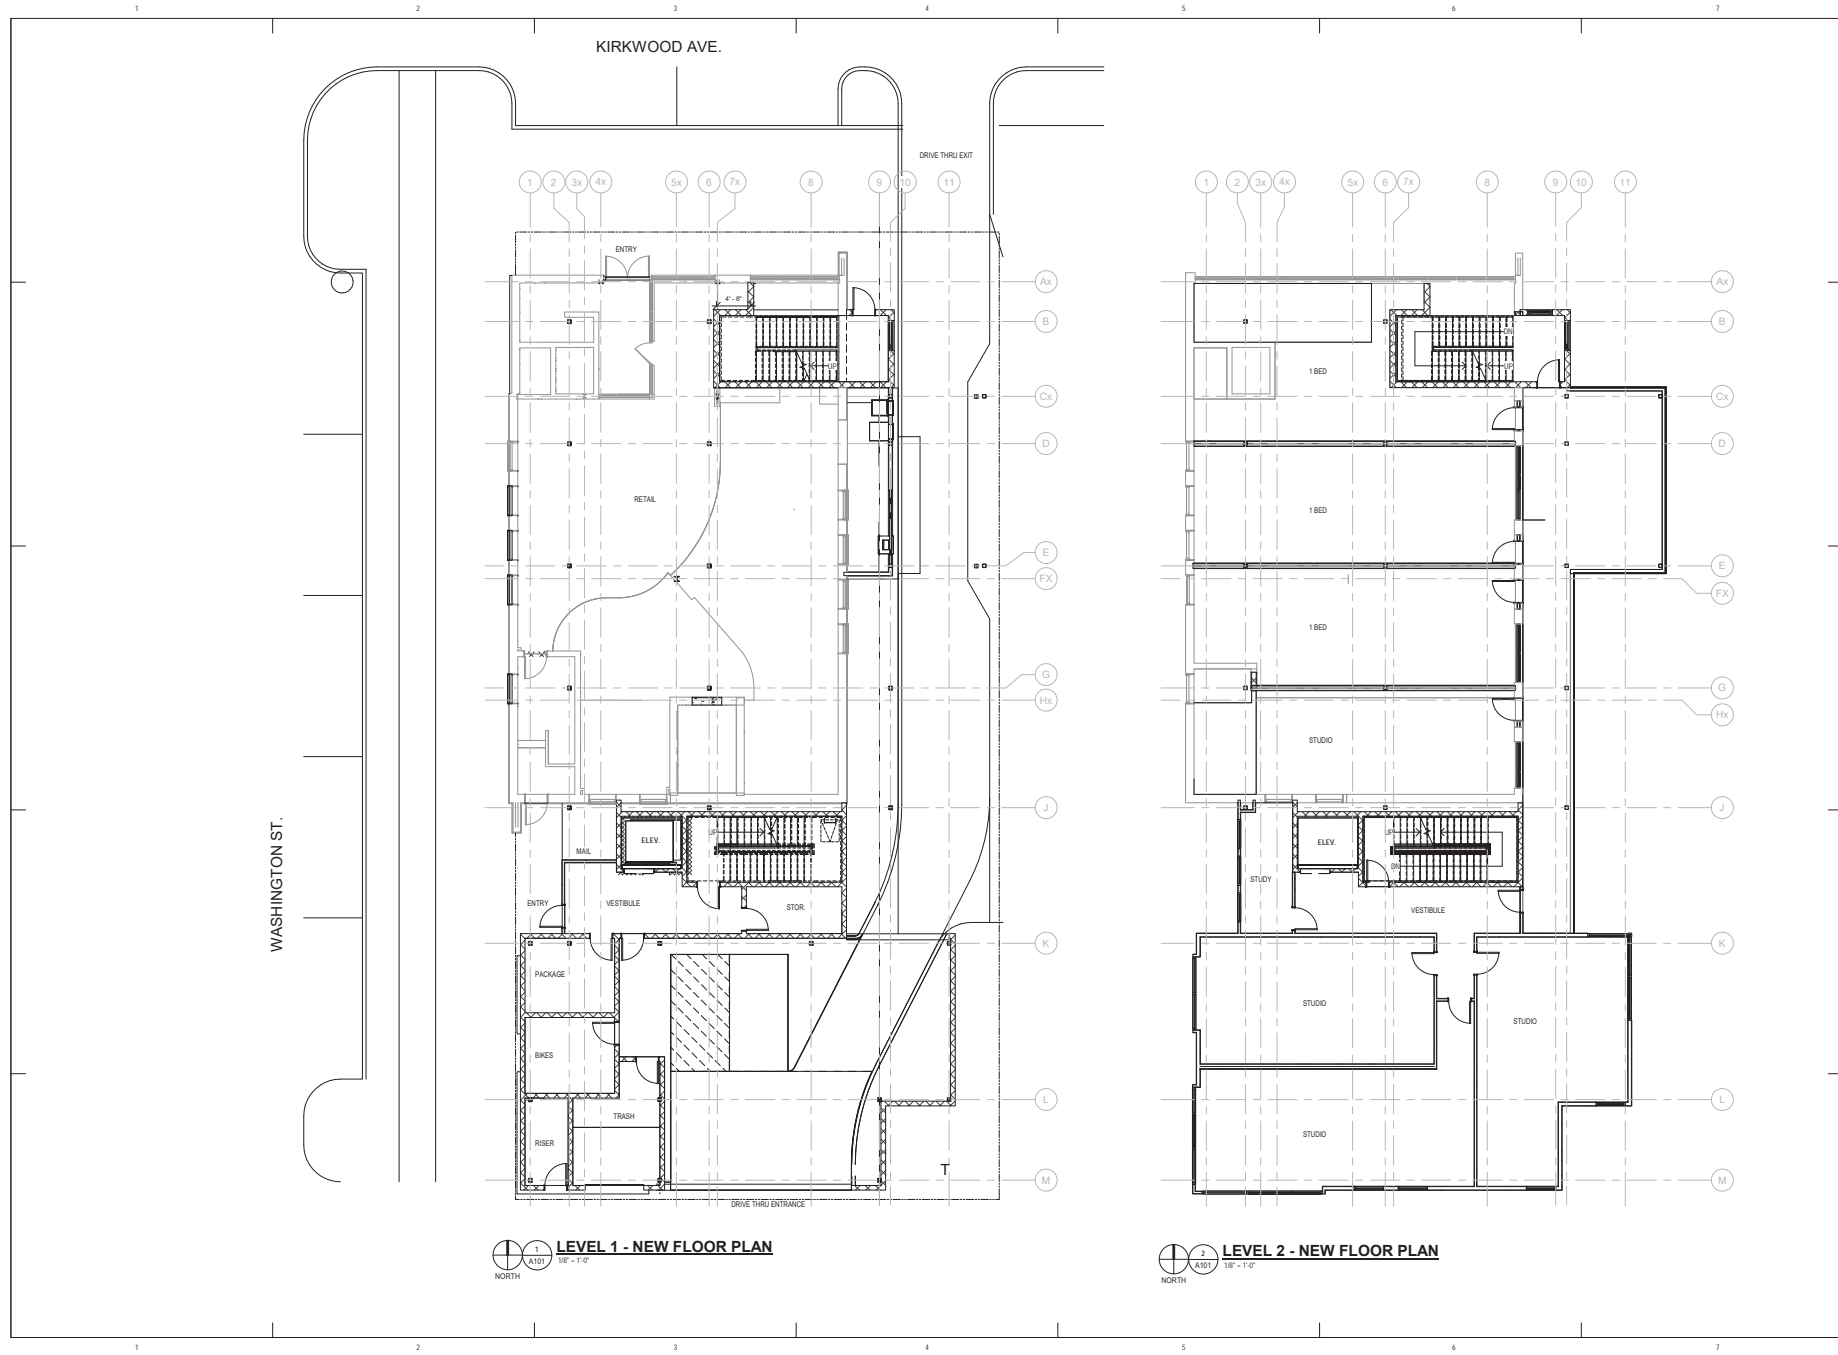 1 2 3 4 5 6 7
KIRKWOOD AVE.
DRIVE THRU EXIT
1 2 3x 4x 5x 6 7x 8 9 10 11
1 2 3x 4x 5x 6 7x 8 9 10 11
ENTRY
Ax
Ax
4' - 8"
B
B
DN
UP
UP
1 BED
Cx
Cx
D
D
RETAIL
1 BED
E
E
FX
FX
1 BED
G
G
Hx
Hx
STUDIO
J
J
UP
UP
ELEV.
ELEV.
MAIL
DN
STUDY
ENTRY
VESTIBULE
STOR.
VESTIBULE
WASHINGTON ST.
K
K
PACKAGE
STUDIO
STUDIO
BIKES
L
L
TRASH
RISER
STUDIO
T
M
M
DRIVE THRU ENTRANCE
1
A101
LEVEL 1 - NEW FLOOR PLAN
1/8" = 1'-0"
NORTH
2
A101
LEVEL 2 - NEW FLOOR PLAN
1/8" = 1'-0"
NORTH
1 2 3 4 5 6 7